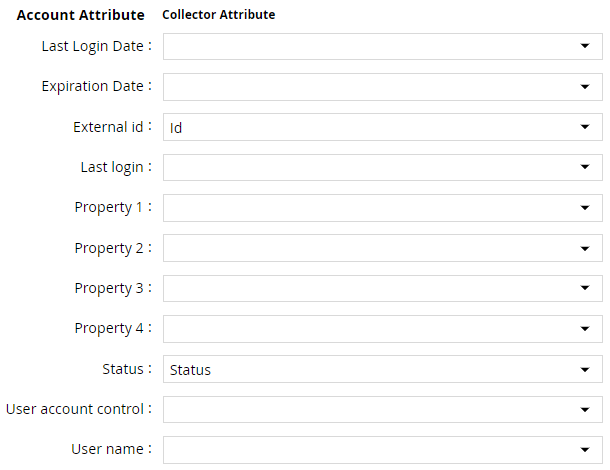 Account Attribute Collector Attribute
Last Login Date :
Expiration Date :
External id : Id
Last login :
Property 1 :
Property 2 :
Property 3 :
Property 4 :
Status : Status
User account control :
User name :